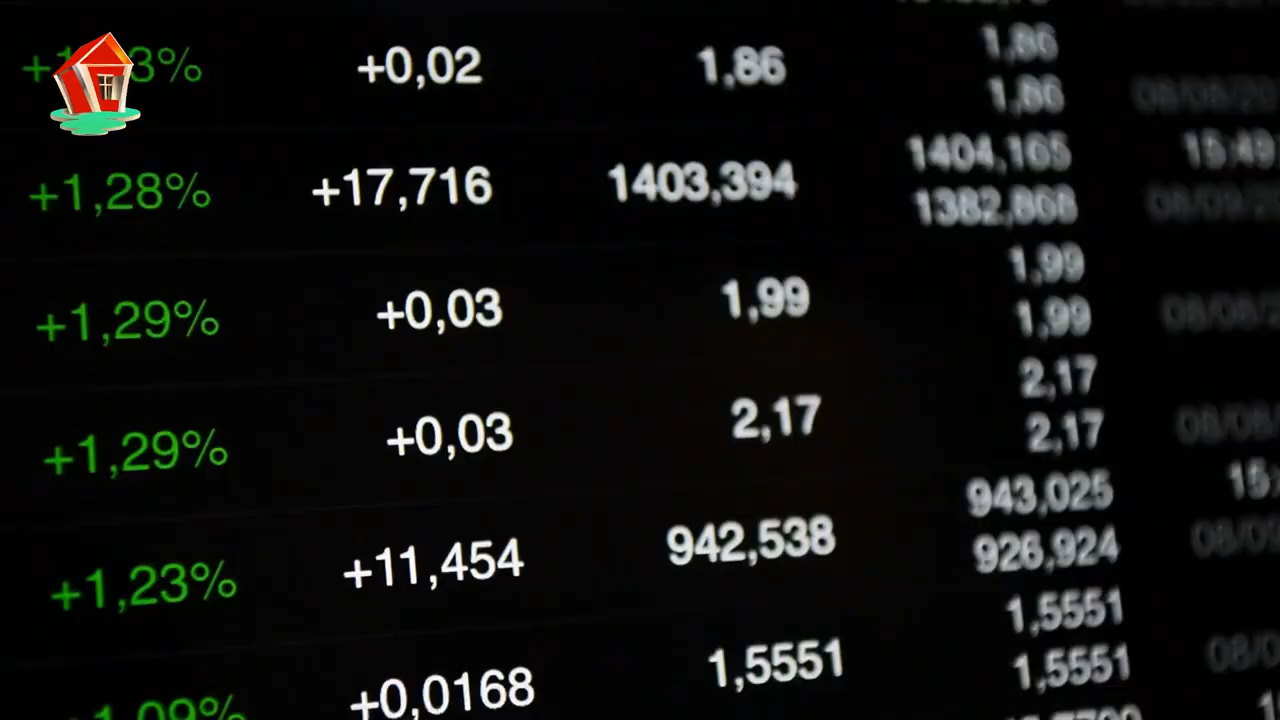 +0,02 1,86 1,86
1,86
+1,28% +17,716 1403,394 1404,165 15:49
1382,868
+1,29% +0,03 1,99 1,99
1,99
+1,29% +0,03 2,17 2,17
2,17
+1,23% +11,454 942,538 943,025
926,924
+0,0168 1,5551 1,5551
1,5551